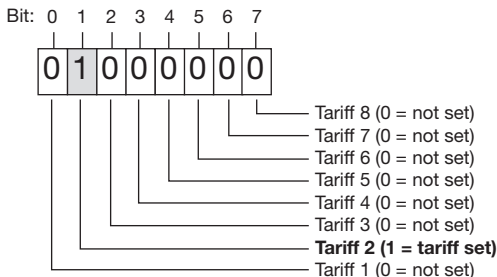 Bit: 0 1 2 3 4 5 6 7
0 1 0 0 0 0 0 0
Tariff 8 (0 = not set)
Tariff 7 (0 = not set)
Tariff 6 (0 = not set)
Tariff 5 (0 = not set)
Tariff 4 (0 = not set)
Tariff 3 (0 = not set)
Tariff 2 (1 = tariff set)
Tariff 1 (0 = not set)